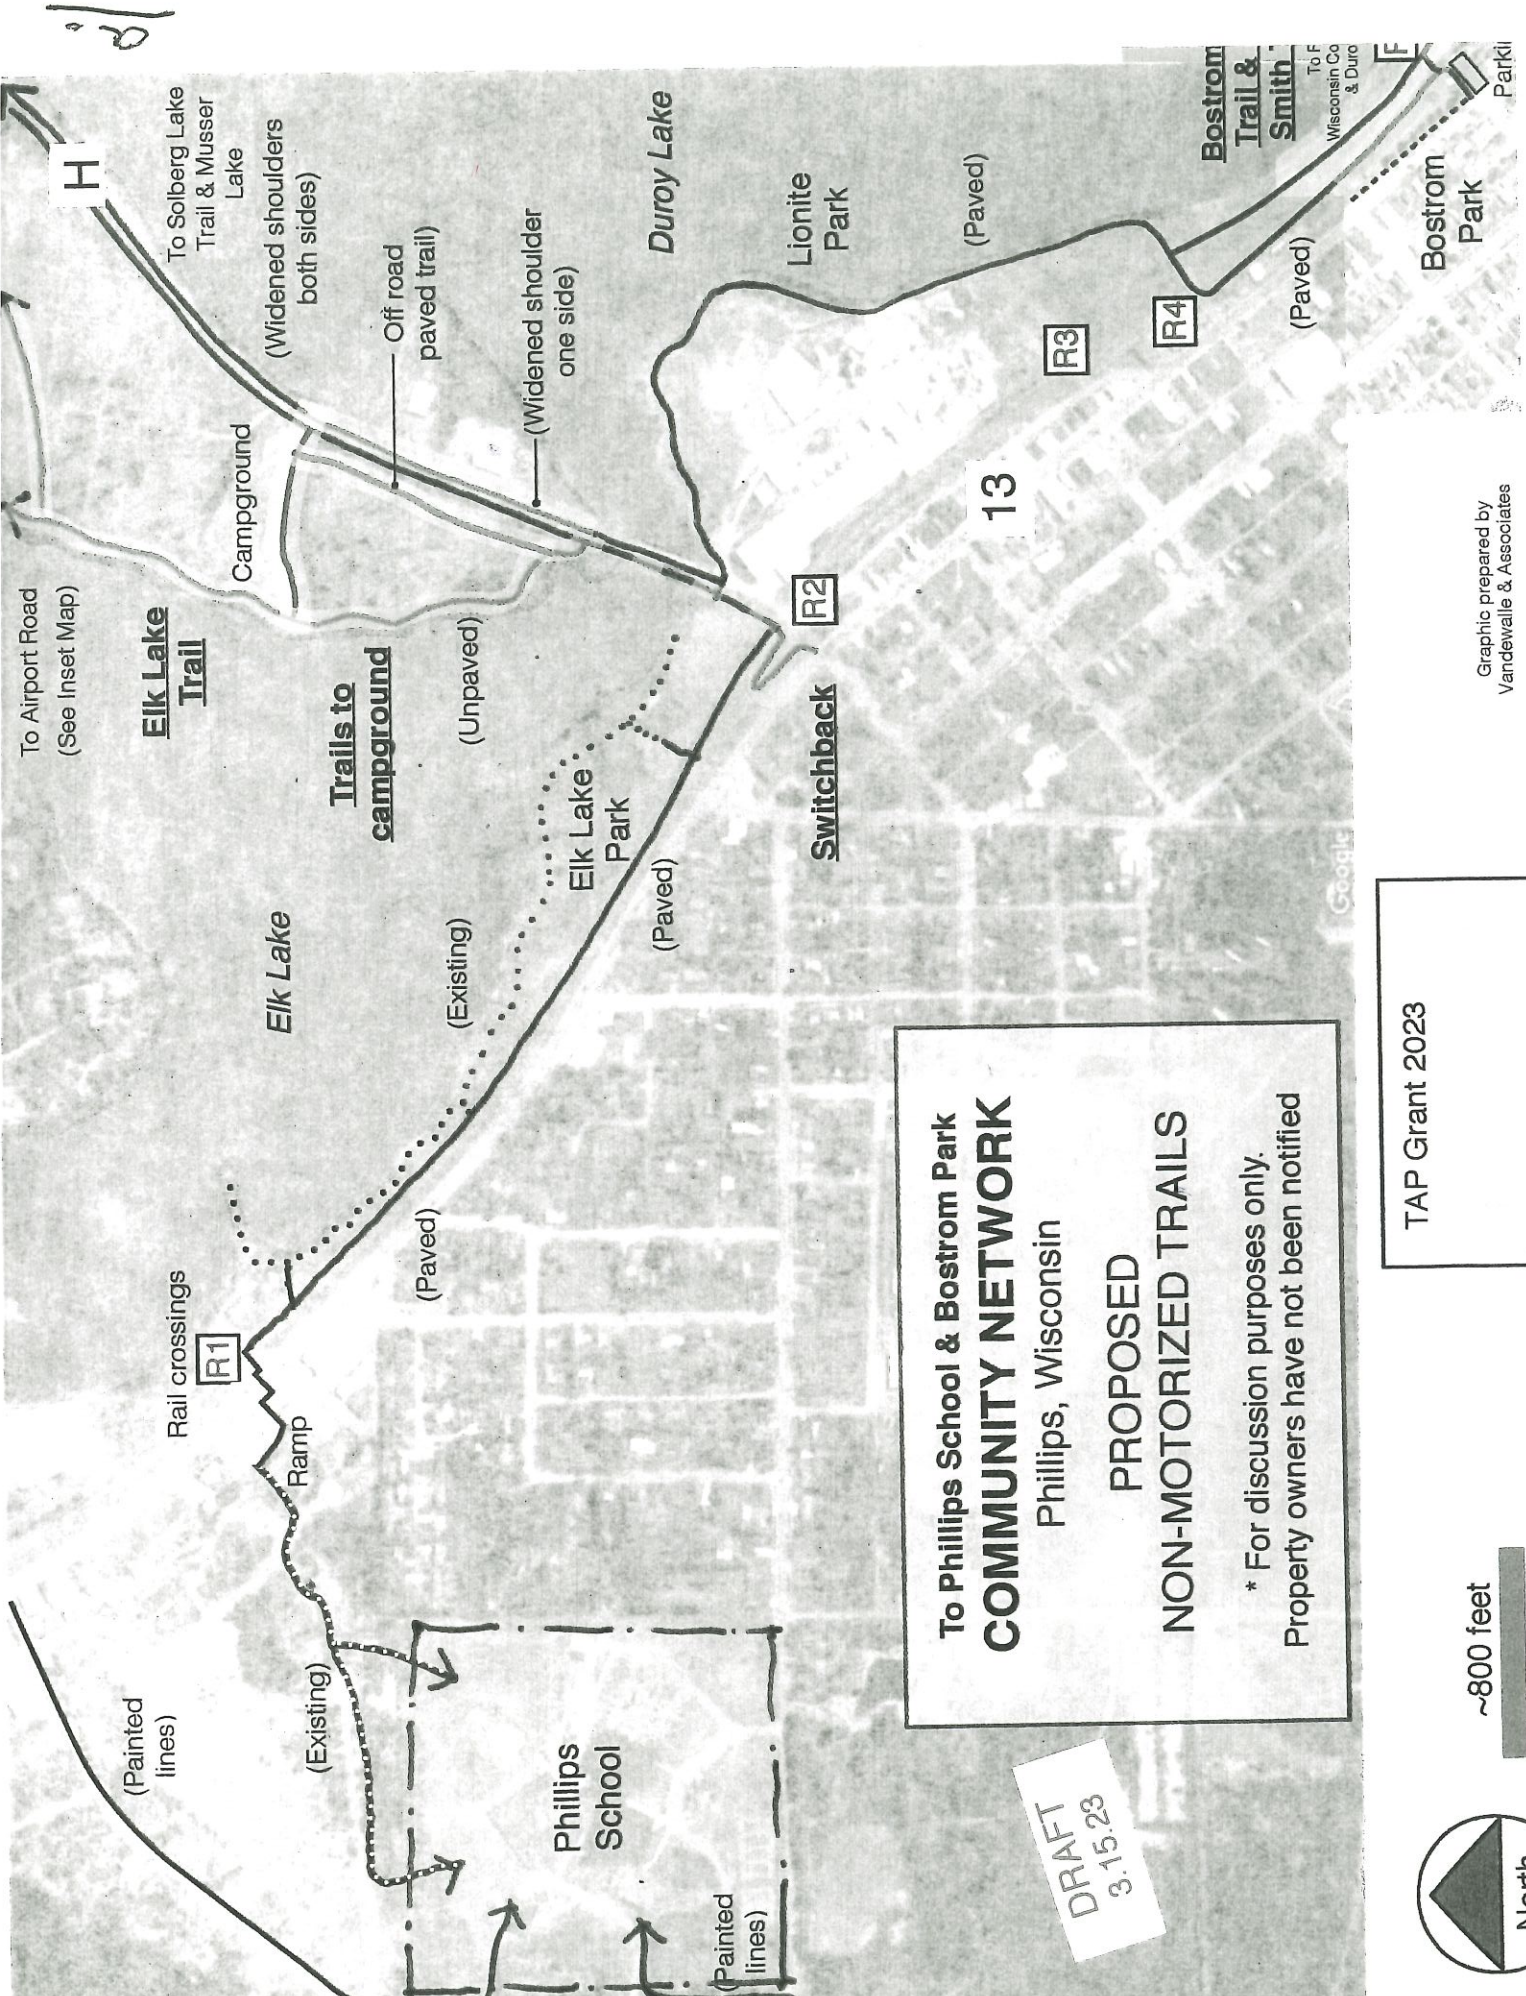 To Airport Road
(See Inset Map)
H
To Solberg Lake
Trail & Musser
Lake
(Widened shoulders
both sides)
Off road
paved trail)
(Widened shoulder
one side)
Campground
Elk Lake
Trail
Trails to
campground
(Unpaved)
Duroy Lake
Lionite
Park
(Paved)
Bostrom
Trail &
Smith
Wisconsin Co
& Duro
Bostrom
Park
(Paved)
R3
R4
13
R2
Switchback
Elk Lake
Park
(Paved)
Elk Lake
(Existing)
(Paved)
Rail crossings
R1
Ramp
(Existing)
(Painted
lines)
Phillips
School
(Painted
lines)
To Phillips School & Bostrom Park
COMMUNITY NETWORK
Phillips, Wisconsin
PROPOSED
NON-MOTORIZED TRAILS
* For discussion purposes only.
Property owners have not been notified
DRAFT
3.15.23
Google
Graphic prepared by
Vandewalle & Associates
TAP Grant 2023
~800 feet
North